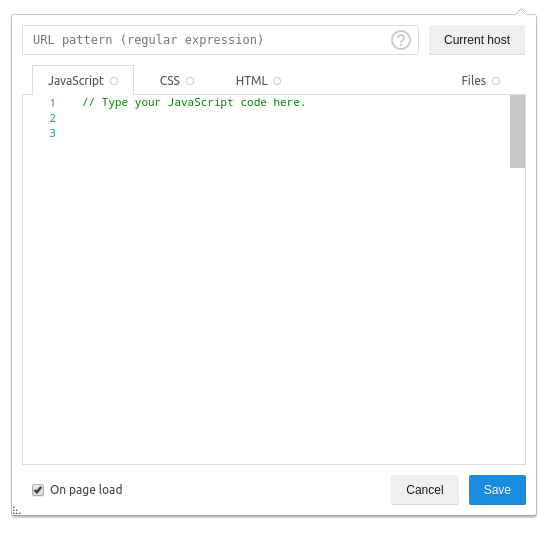 URL pattern (regular expression) ? Current host
JavaScript CSS HTML Files
1 // Type your JavaScript code here.
2
3
On page load Cancel Save